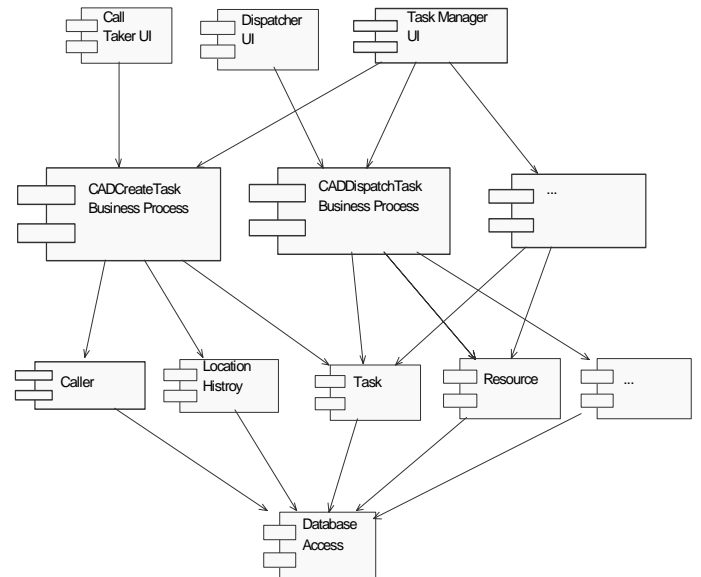 Call
Taker UI
Dispatcher
UI
Task Manager
UI
CADCreateTask
Business Process
CADDispatchTask
Business Process
...
Caller
Location
Histroy
Task
Resource
...
Database
Access